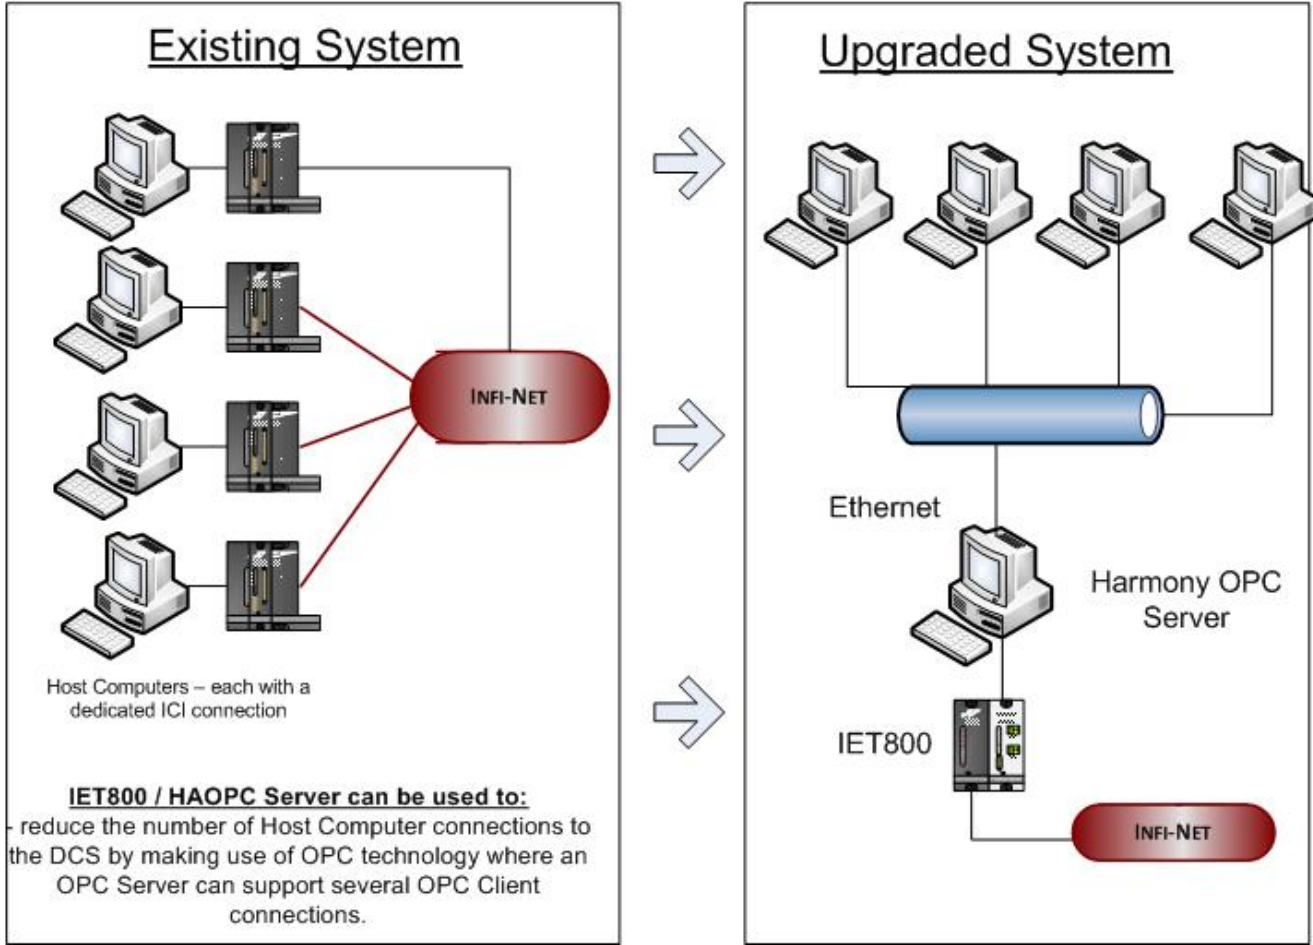 Existing System
INFI-NET
Host Computers – each with a
dedicated ICI connection
IET800 / HAOPC Server can be used to:
- reduce the number of Host Computer connections to
the DCS by making use of OPC technology where an
OPC Server can support several OPC Client
connections.
Upgraded System
Ethernet
Harmony OPC
Server
IET800
INFI-NET